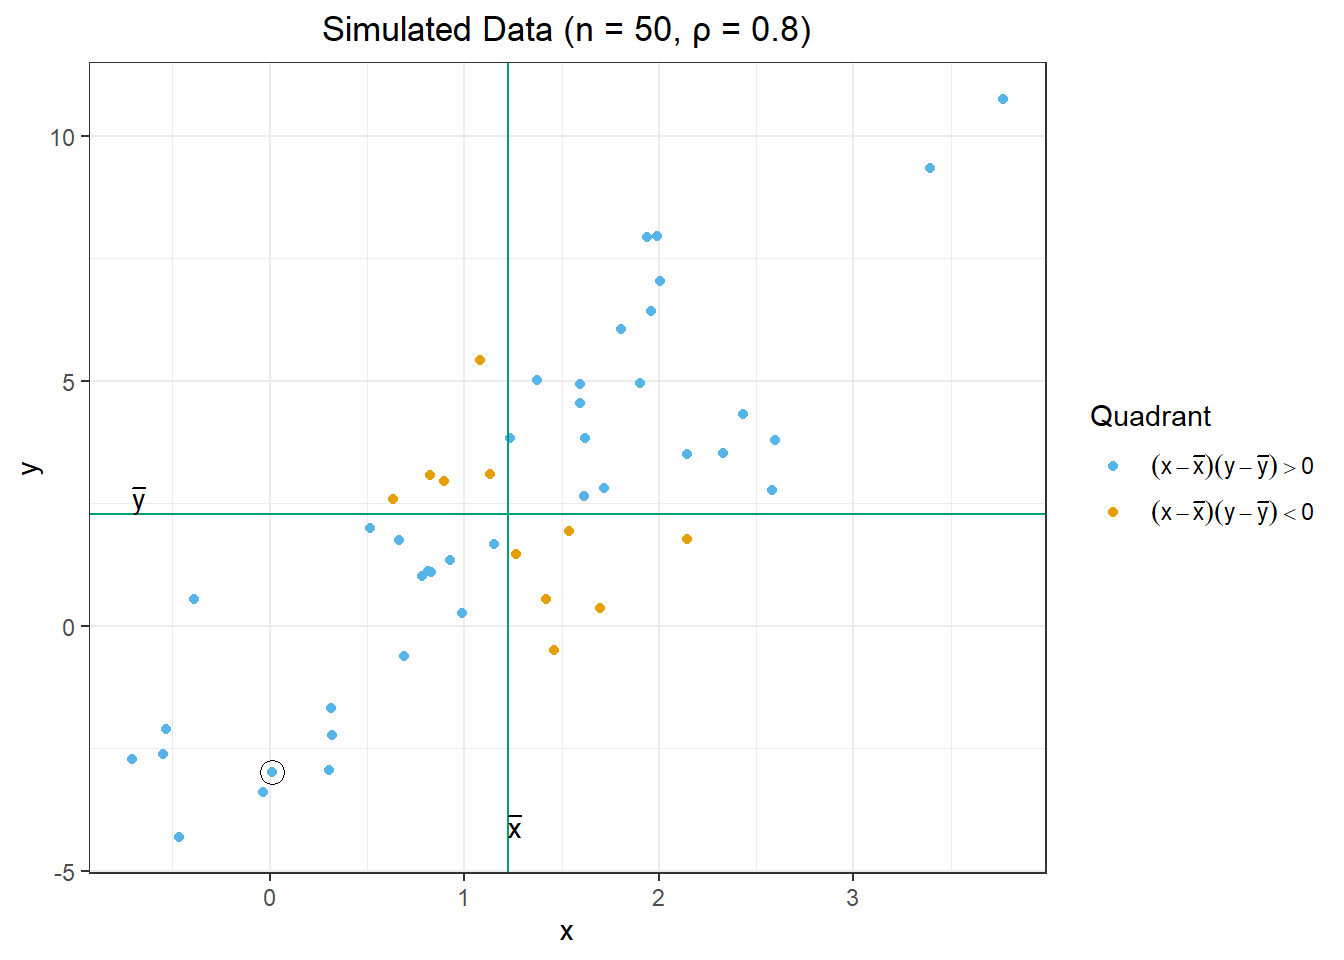 Simulated Data (n = 50, ρ = 0.8)
10
5
0
-5
y
y̅
x̅
0 1 2 3
x
Quadrant
(x − x̅)(y − y̅) > 0
(x − x̅)(y − y̅) < 0